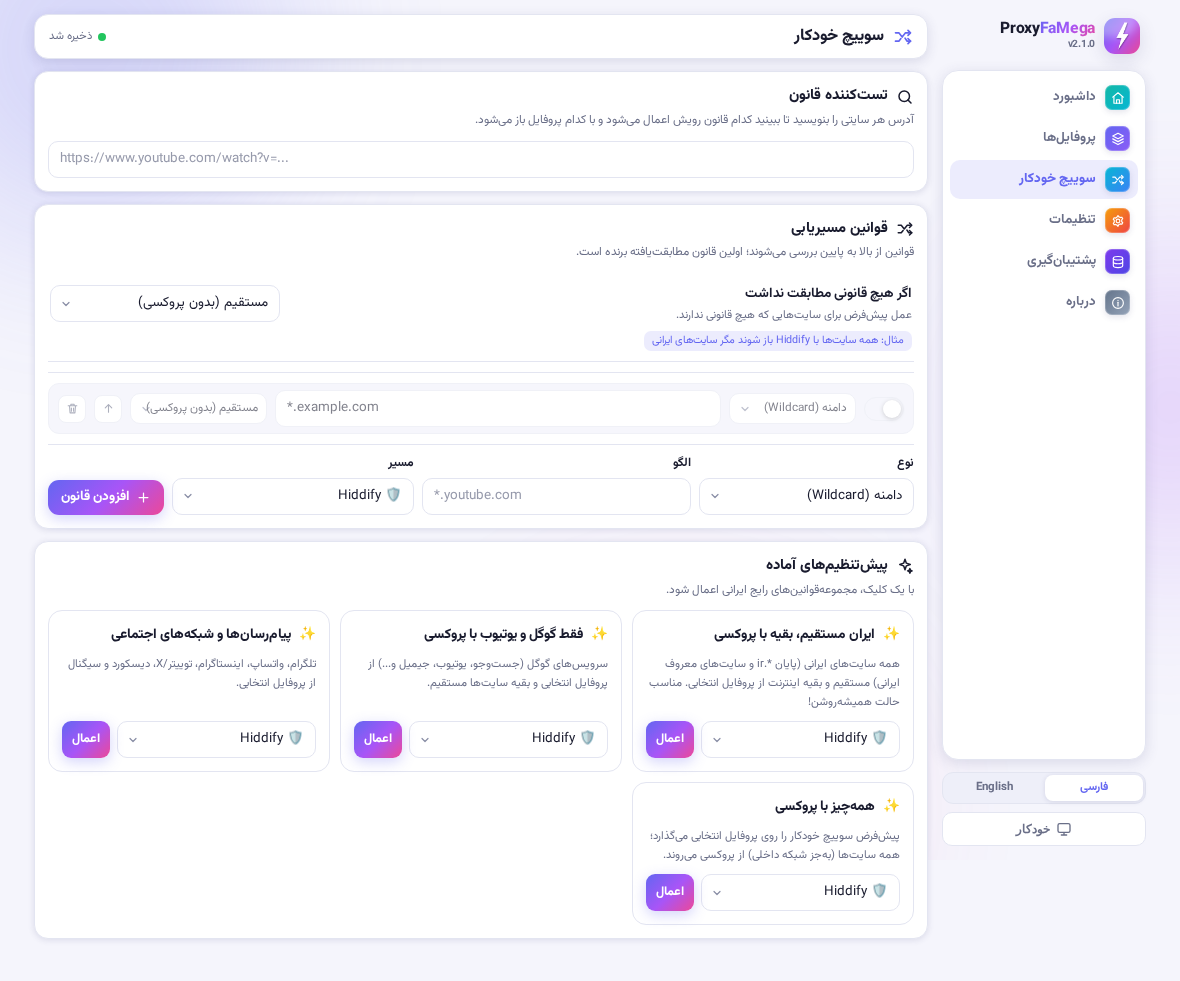 ProxyFaMega
v2.1.0
داشبورد
پروفایل‌ها
سوییچ خودکار
تنظیمات
پشتیبان‌گیری
درباره
فارسی
English
خودکار
سوییچ خودکار
ذخیره شد
تست‌کننده قانون
آدرس هر سایتی را بنویسید تا ببینید کدام قانون رویش اعمال می‌شود و با کدام پروفایل باز می‌شود.
https://www.youtube.com/watch?v=...
قوانین مسیریابی
قوانین از بالا به پایین بررسی می‌شوند؛ اولین قانون مطابقت‌یافته برنده است.
اگر هیچ قانونی مطابقت نداشت
عمل پیش‌فرض برای سایت‌هایی که هیچ قانونی ندارند.
مثال: همه سایت‌ها با Hiddify باز شوند مگر سایت‌های ایرانی
مستقیم (بدون پروکسی)
دامنه (Wildcard)
*.example.com
مستقیم (بدون پروکسی)
نوع
الگو
مسیر
دامنه (Wildcard)
*.youtube.com
🛡️ Hiddify
افزودن قانون
پیش‌تنظیم‌های آماده
با یک کلیک، مجموعه‌قوانین‌های رایج ایرانی اعمال شود.
✨ ایران مستقیم، بقیه با پروکسی
همه سایت‌های ایرانی (پایان *.ir و سایت‌های معروف
ایرانی) مستقیم و بقیه اینترنت از پروفایل انتخابی. مناسب
حالت همیشه‌روشن!
🛡️ Hiddify
اعمال
✨ فقط گوگل و یوتیوب با پروکسی
سرویس‌های گوگل (جست‌وجو، یوتیوب، جیمیل و...) از
پروفایل انتخابی و بقیه سایت‌ها مستقیم.
🛡️ Hiddify
اعمال
✨ پیام‌رسان‌ها و شبکه‌های اجتماعی
تلگرام، واتساپ، اینستاگرام، توییتر/X، دیسکورد و سیگنال
از پروفایل انتخابی.
🛡️ Hiddify
اعمال
✨ همه‌چیز با پروکسی
پیش‌فرض سوییچ خودکار را روی پروفایل انتخابی می‌گذارد؛
همه سایت‌ها (به‌جز شبکه داخلی) از پروکسی می‌روند.
🛡️ Hiddify
اعمال